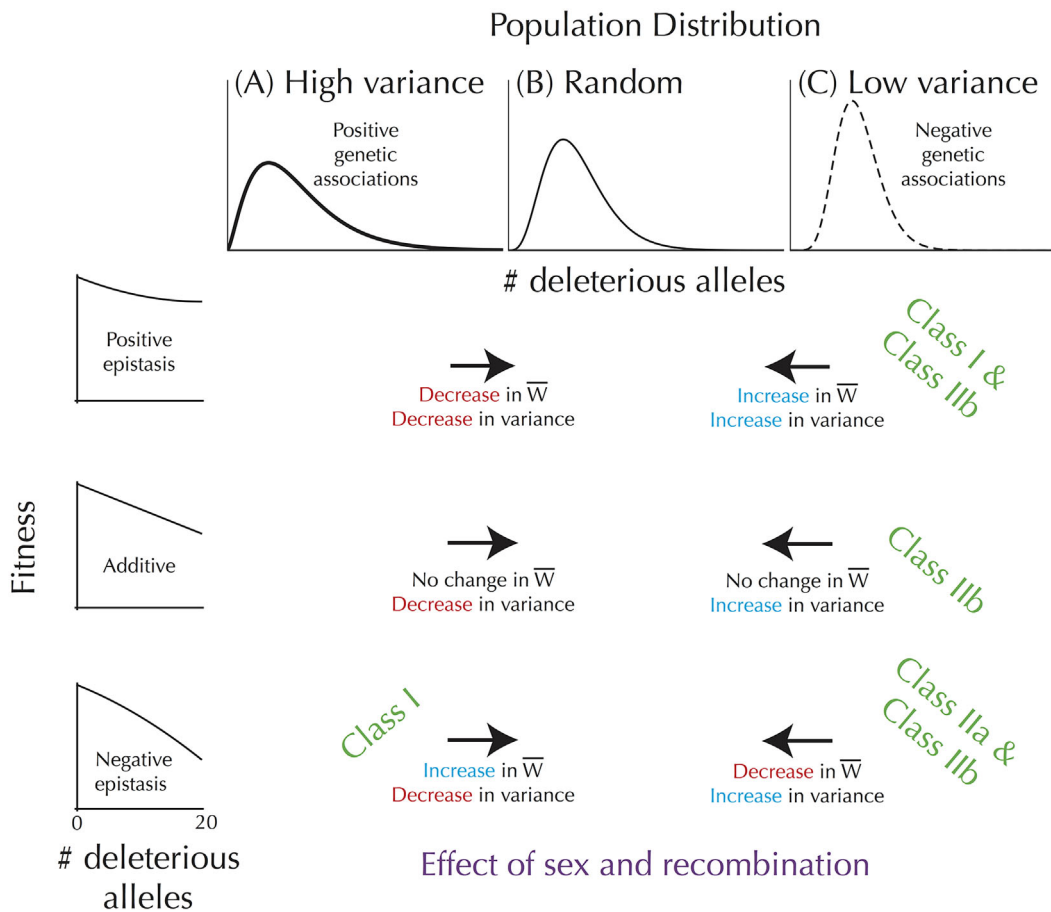 Population Distribution
(A) High variance
(B) Random
(C) Low variance
Positive
genetic
associations
Negative
genetic
associations
# deleterious alleles
Positive
epistasis
Decrease in W̅
Decrease in variance
Increase in W̅
Increase in variance
Class I &
Class IIb
Fitness
Additive
No change in W̅
Decrease in variance
No change in W̅
Increase in variance
Class IIb
Negative
epistasis
0
20
# deleterious
alleles
Class I
Increase in W̅
Decrease in variance
Decrease in W̅
Increase in variance
Class IIa &
Class IIb
Effect of sex and recombination